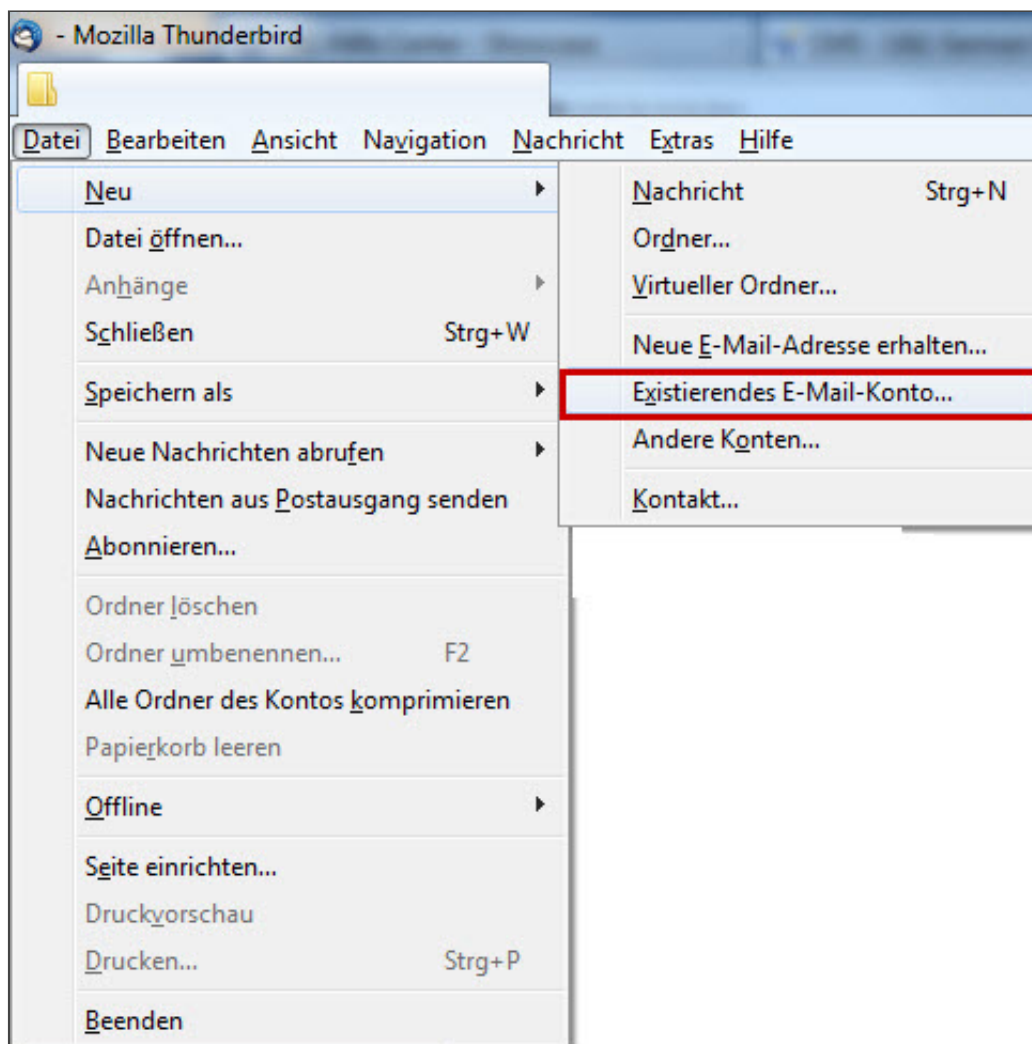 - Mozilla Thunderbird
Datei Bearbeiten Ansicht Navigation Nachricht Extras Hilfe
Neu
Datei öffnen...
Anhänge
Schließen Strg+W
Speichern als
Neue Nachrichten abrufen
Nachrichten aus Postausgang senden
Abonnieren...
Ordner löschen
Ordner umbenennen... F2
Alle Ordner des Kontos komprimieren
Papierkorb leeren
Offline
Seite einrichten...
Druckvorschau
Drucken... Strg+P
Beenden
Nachricht Strg+N
Ordner...
Virtueller Ordner...
Neue E-Mail-Adresse erhalten...
Existierendes E-Mail-Konto...
Andere Konten...
Kontakt...